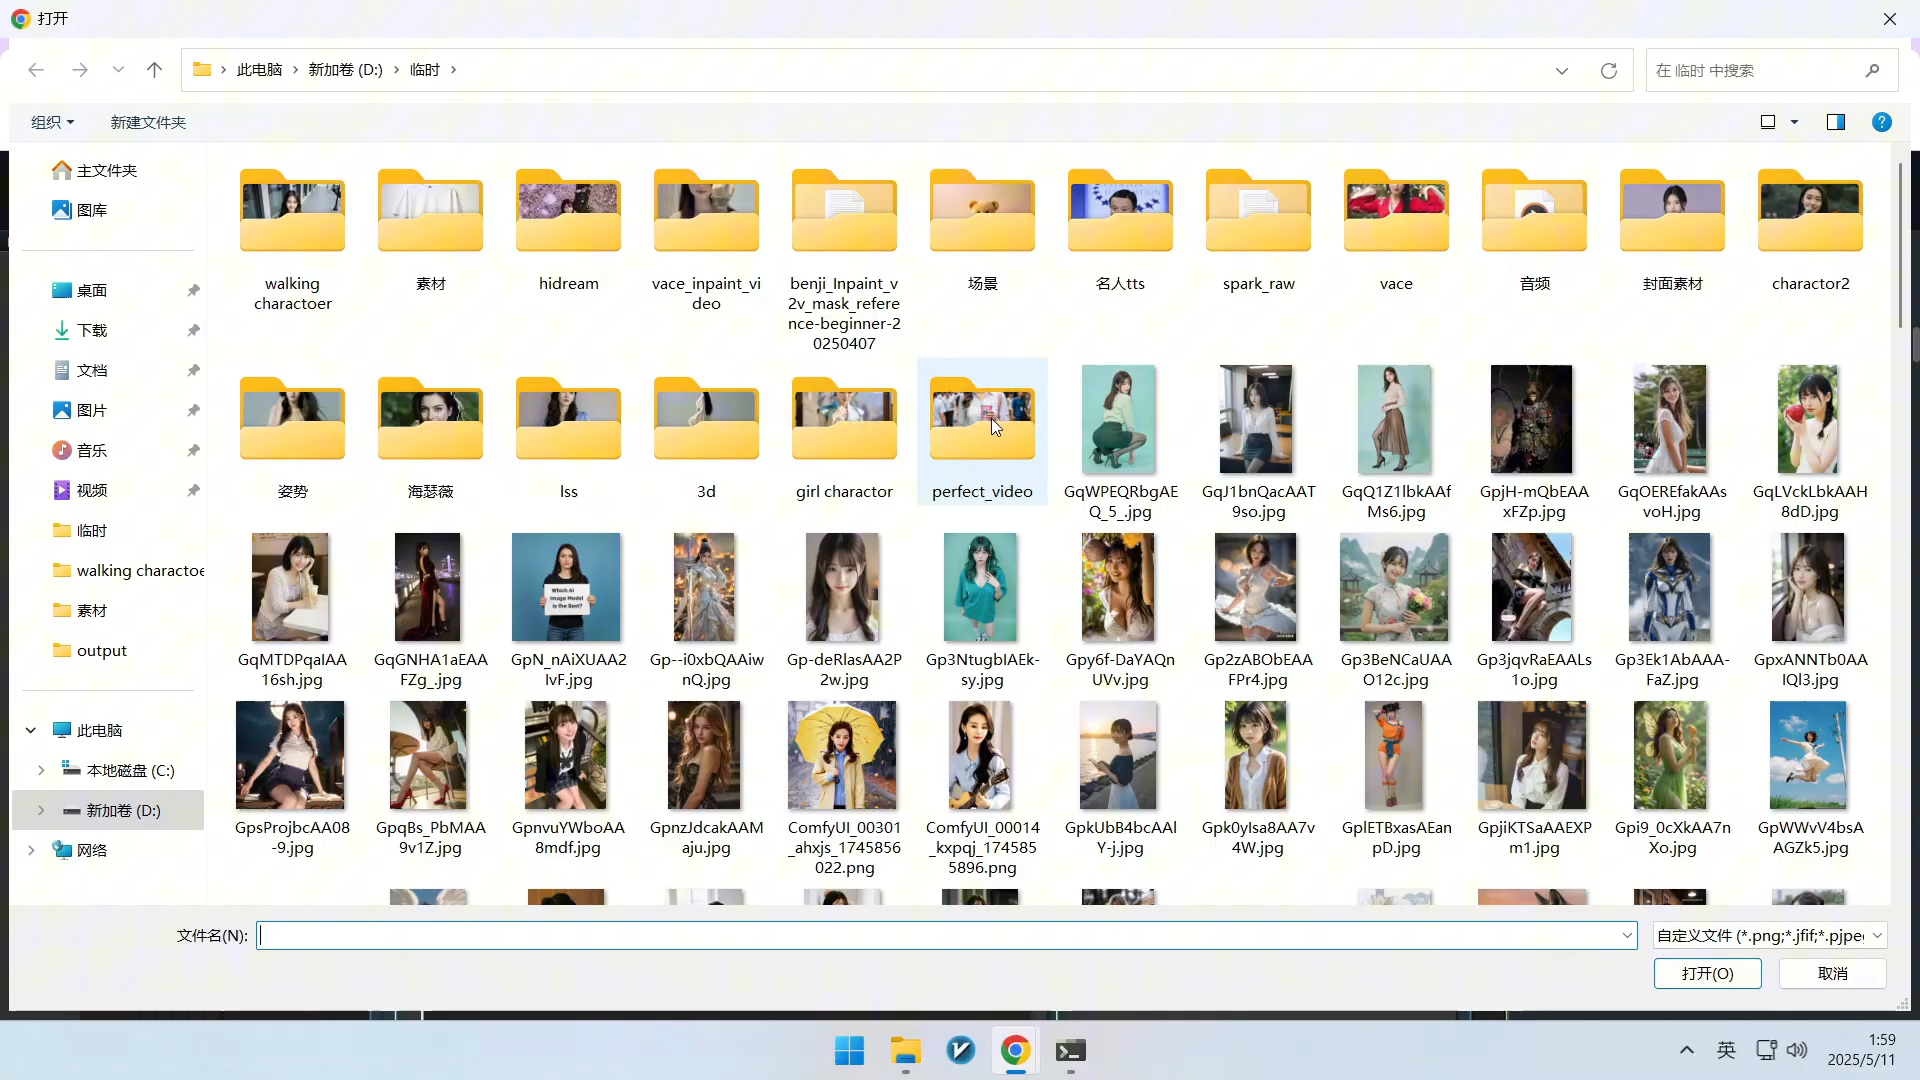 打开
此电脑 > 新加卷 (D:) > 临时 >
在 临时 中搜索
组织
新建文件夹
主文件夹
图库
桌面
下载
文档
图片
音乐
视频
临时
walking charactoe
素材
output
此电脑
本地磁盘 (C:)
新加卷 (D:)
网络
walking
charactoer
素材
hidream
vace_inpaint_vi
deo
benji_Inpaint_v
2v_mask_refere
nce-beginner-2
0250407
场景
名人tts
spark_raw
vace
音频
封面素材
charactor2
姿势
海瑟薇
lss
3d
girl charactor
perfect_video
GqWPEQRbgAE
Q_5_.jpg
GqJ1bnQacAAT
9so.jpg
GqQ1Z1lbkAAf
Ms6.jpg
GpjH-mQbEAA
xFZp.jpg
GqOEREfakAAs
voH.jpg
GqLVckLbkAAH
8dD.jpg
GqMTDPqaIAA
16sh.jpg
GqGNHA1aEAA
FZg_.jpg
Which AI
Image Model
is the Best?
GpN_nAiXUAA2
lvF.jpg
Gp--i0xbQAAiw
nQ.jpg
Gp-deRlasAA2P
2w.jpg
Gp3NtugbIAEk-
sy.jpg
Gpy6f-DaYAQn
UVv.jpg
Gp2zABObEAA
FPr4.jpg
Gp3BeNCaUAA
O12c.jpg
Gp3jqvRaEAALs
1o.jpg
Gp3Ek1AbAAA-
FaZ.jpg
GpxANNTb0AA
IQl3.jpg
GpsProjbcAA08
-9.jpg
GpqBs_PbMAA
9v1Z.jpg
GpnvuYWboAA
8mdf.jpg
GpnzJdcakAAM
aju.jpg
ComfyUI_00301
_ahxjs_1745856
022.png
ComfyUI_00014
_kxpqj_174585
5896.png
GpkUbB4bcAAl
Y-j.jpg
Gpk0yIsa8AA7v
4W.jpg
GplETBxasAEan
pD.jpg
GpjiKTSaAAEXP
m1.jpg
Gpi9_0cXkAA7n
Xo.jpg
GpWWvV4bsA
AGZk5.jpg
文件名(N):
自定义文件 (*.png;*.jfif;*.pjpe
打开(O)
取消
英
1:59
2025/5/11